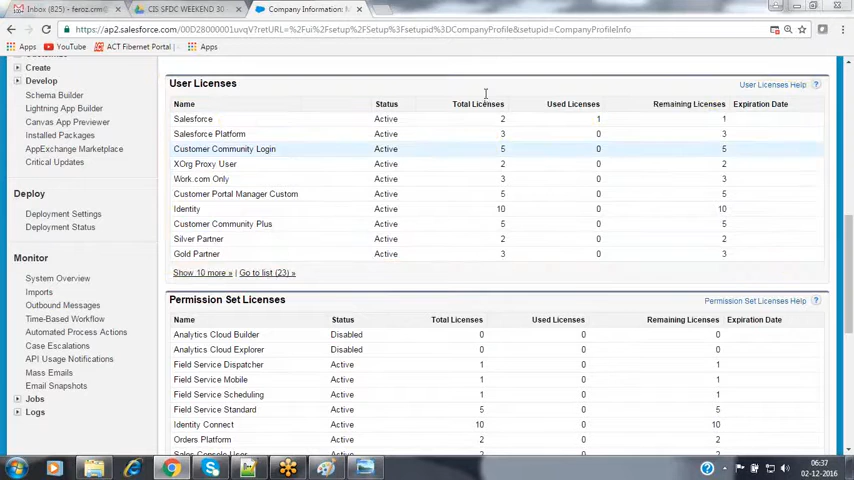 Inbox (825) - feroz.crm@
CIS SFDC WEEKEND 30
Company Information: M
https://ap2.salesforce.com/00D28000001uvqV?retURL=%2Fui%2Fsetup%2FSetup%3Fsetupid%3DCompanyProfile&setupid=CompanyProfileInfo
Apps YouTube ACT Fibernet Portal () Apps
Create
Develop
Schema Builder
Lightning App Builder
Canvas App Previewer
Installed Packages
AppExchange Marketplace
Critical Updates
Deploy
Deployment Settings
Deployment Status
Monitor
System Overview
Imports
Outbound Messages
Time-Based Workflow
Automated Process Actions
Case Escalations
API Usage Notifications
Mass Emails
Email Snapshots
Jobs
Logs
User Licenses User Licenses Help ?
Name Status Total Licenses Used Licenses Remaining Licenses Expiration Date
Salesforce Active 2 1 1
Salesforce Platform Active 3 0 3
Customer Community Login Active 5 0 5
XOrg Proxy User Active 2 0 2
Work.com Only Active 3 0 3
Customer Portal Manager Custom Active 5 0 5
Identity Active 10 0 10
Customer Community Plus Active 5 0 5
Silver Partner Active 2 0 2
Gold Partner Active 3 0 3
Show 10 more » | Go to list (23) »
Permission Set Licenses Permission Set Licenses Help ?
Name Status Total Licenses Used Licenses Remaining Licenses Expiration Date
Analytics Cloud Builder Disabled 0 0 0
Analytics Cloud Explorer Disabled 0 0 0
Field Service Dispatcher Active 1 0 1
Field Service Mobile Active 1 0 1
Field Service Scheduling Active 1 0 1
Field Service Standard Active 5 0 5
Identity Connect Active 10 0 10
Orders Platform Active 2 0 2
Sales Console User
06:37
02-12-2016